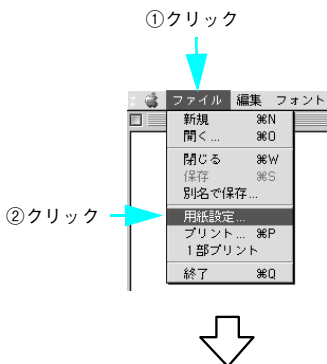 ①クリック
ファイル 編集 フォント
新規 ⌘N
開く... ⌘O
閉じる ⌘W
保存 ⌘S
別名で保存...
②クリック
用紙設定...
プリント... ⌘P
1部プリント
終了 ⌘Q